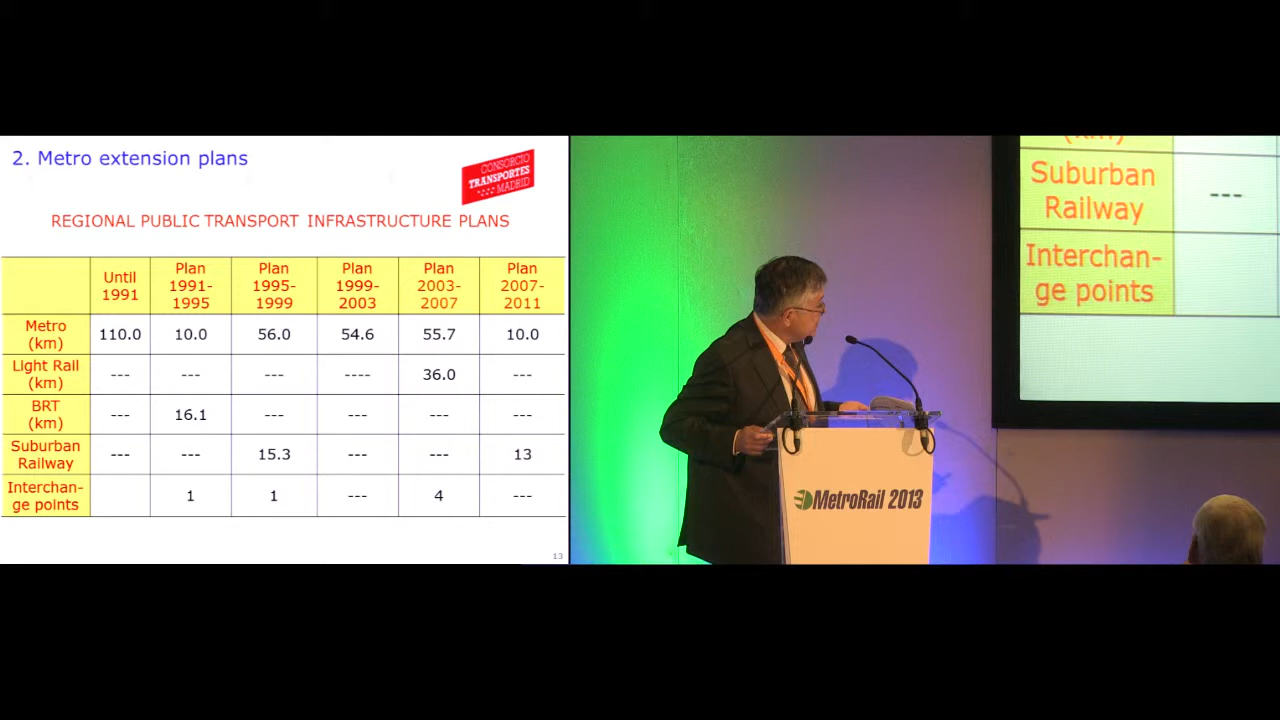 2. Metro extension plans
CONSORCIO
TRANSPORTES
MADRID
REGIONAL PUBLIC TRANSPORT INFRASTRUCTURE PLANS
Until 1991 Plan 1991-1995 Plan 1995-1999 Plan 1999-2003 Plan 2003-2007 Plan 2007-2011
Metro (km) 110.0 10.0 56.0 54.6 55.7 10.0
Light Rail (km) --- --- --- ---- 36.0 ---
BRT (km) --- 16.1 --- --- --- ---
Suburban Railway --- --- 15.3 --- --- 13
Interchan-ge points 1 1 --- 4 ---
13
(km)
Suburban
Railway ---
Interchan-
ge points
MetroRail 2013